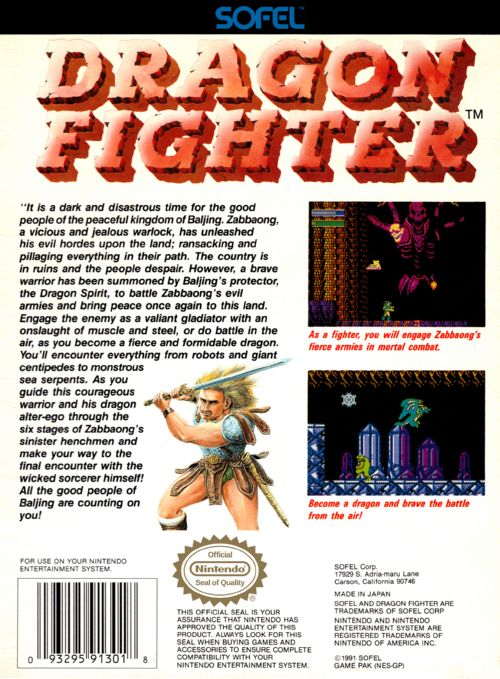 SOFEL™
DRAGON
FIGHTER™
"It is a dark and disastrous time for the good
people of the peaceful kingdom of Baljing. Zabbaong,
a vicious and jealous warlock, has unleashed
his evil hordes upon the land; ransacking and
pillaging everything in their path. The country is
in ruins and the people despair. However, a brave
warrior has been summoned by Baljing's protector,
the Dragon Spirit, to battle Zabbaong's evil
armies and bring peace once again to this land.
Engage the enemy as a valiant gladiator with an
onslaught of muscle and steel, or do battle in the
air, as you become a fierce and formidable dragon.
You'll encounter everything from robots and giant
centipedes to monstrous
sea serpents. As you
guide this courageous
warrior and his dragon
alter-ego through the
six stages of Zabbaong's
sinister henchmen and
make your way to the
final encounter with the
wicked sorcerer himself!
All the good people of
Baljing are counting on
you!
As a fighter, you will engage Zabbaong's
fierce armies in mortal combat.
Become a dragon and brave the battle
from the air!
FOR USE ON YOUR NINTENDO
ENTERTAINMENT SYSTEM.
0 93295 91301 8
Official
Nintendo®
Seal of Quality
THIS OFFICIAL SEAL IS YOUR
ASSURANCE THAT NINTENDO HAS
APPROVED THE QUALITY OF THIS
PRODUCT. ALWAYS LOOK FOR THIS
SEAL WHEN BUYING GAMES AND
ACCESSORIES TO ENSURE COMPLETE
COMPATIBILITY WITH YOUR
NINTENDO ENTERTAINMENT SYSTEM.
SOFEL Corp.
17929 S. Adria-maru Lane
Carson, California 90746
MADE IN JAPAN
SOFEL AND DRAGON FIGHTER ARE
TRADEMARKS OF SOFEL CORP
NINTENDO AND NINTENDO
ENTERTAINMENT SYSTEM ARE
REGISTERED TRADEMARKS OF
NINTENDO OF AMERICA INC.
©1991 SOFEL
GAME PAK (NES-GP)